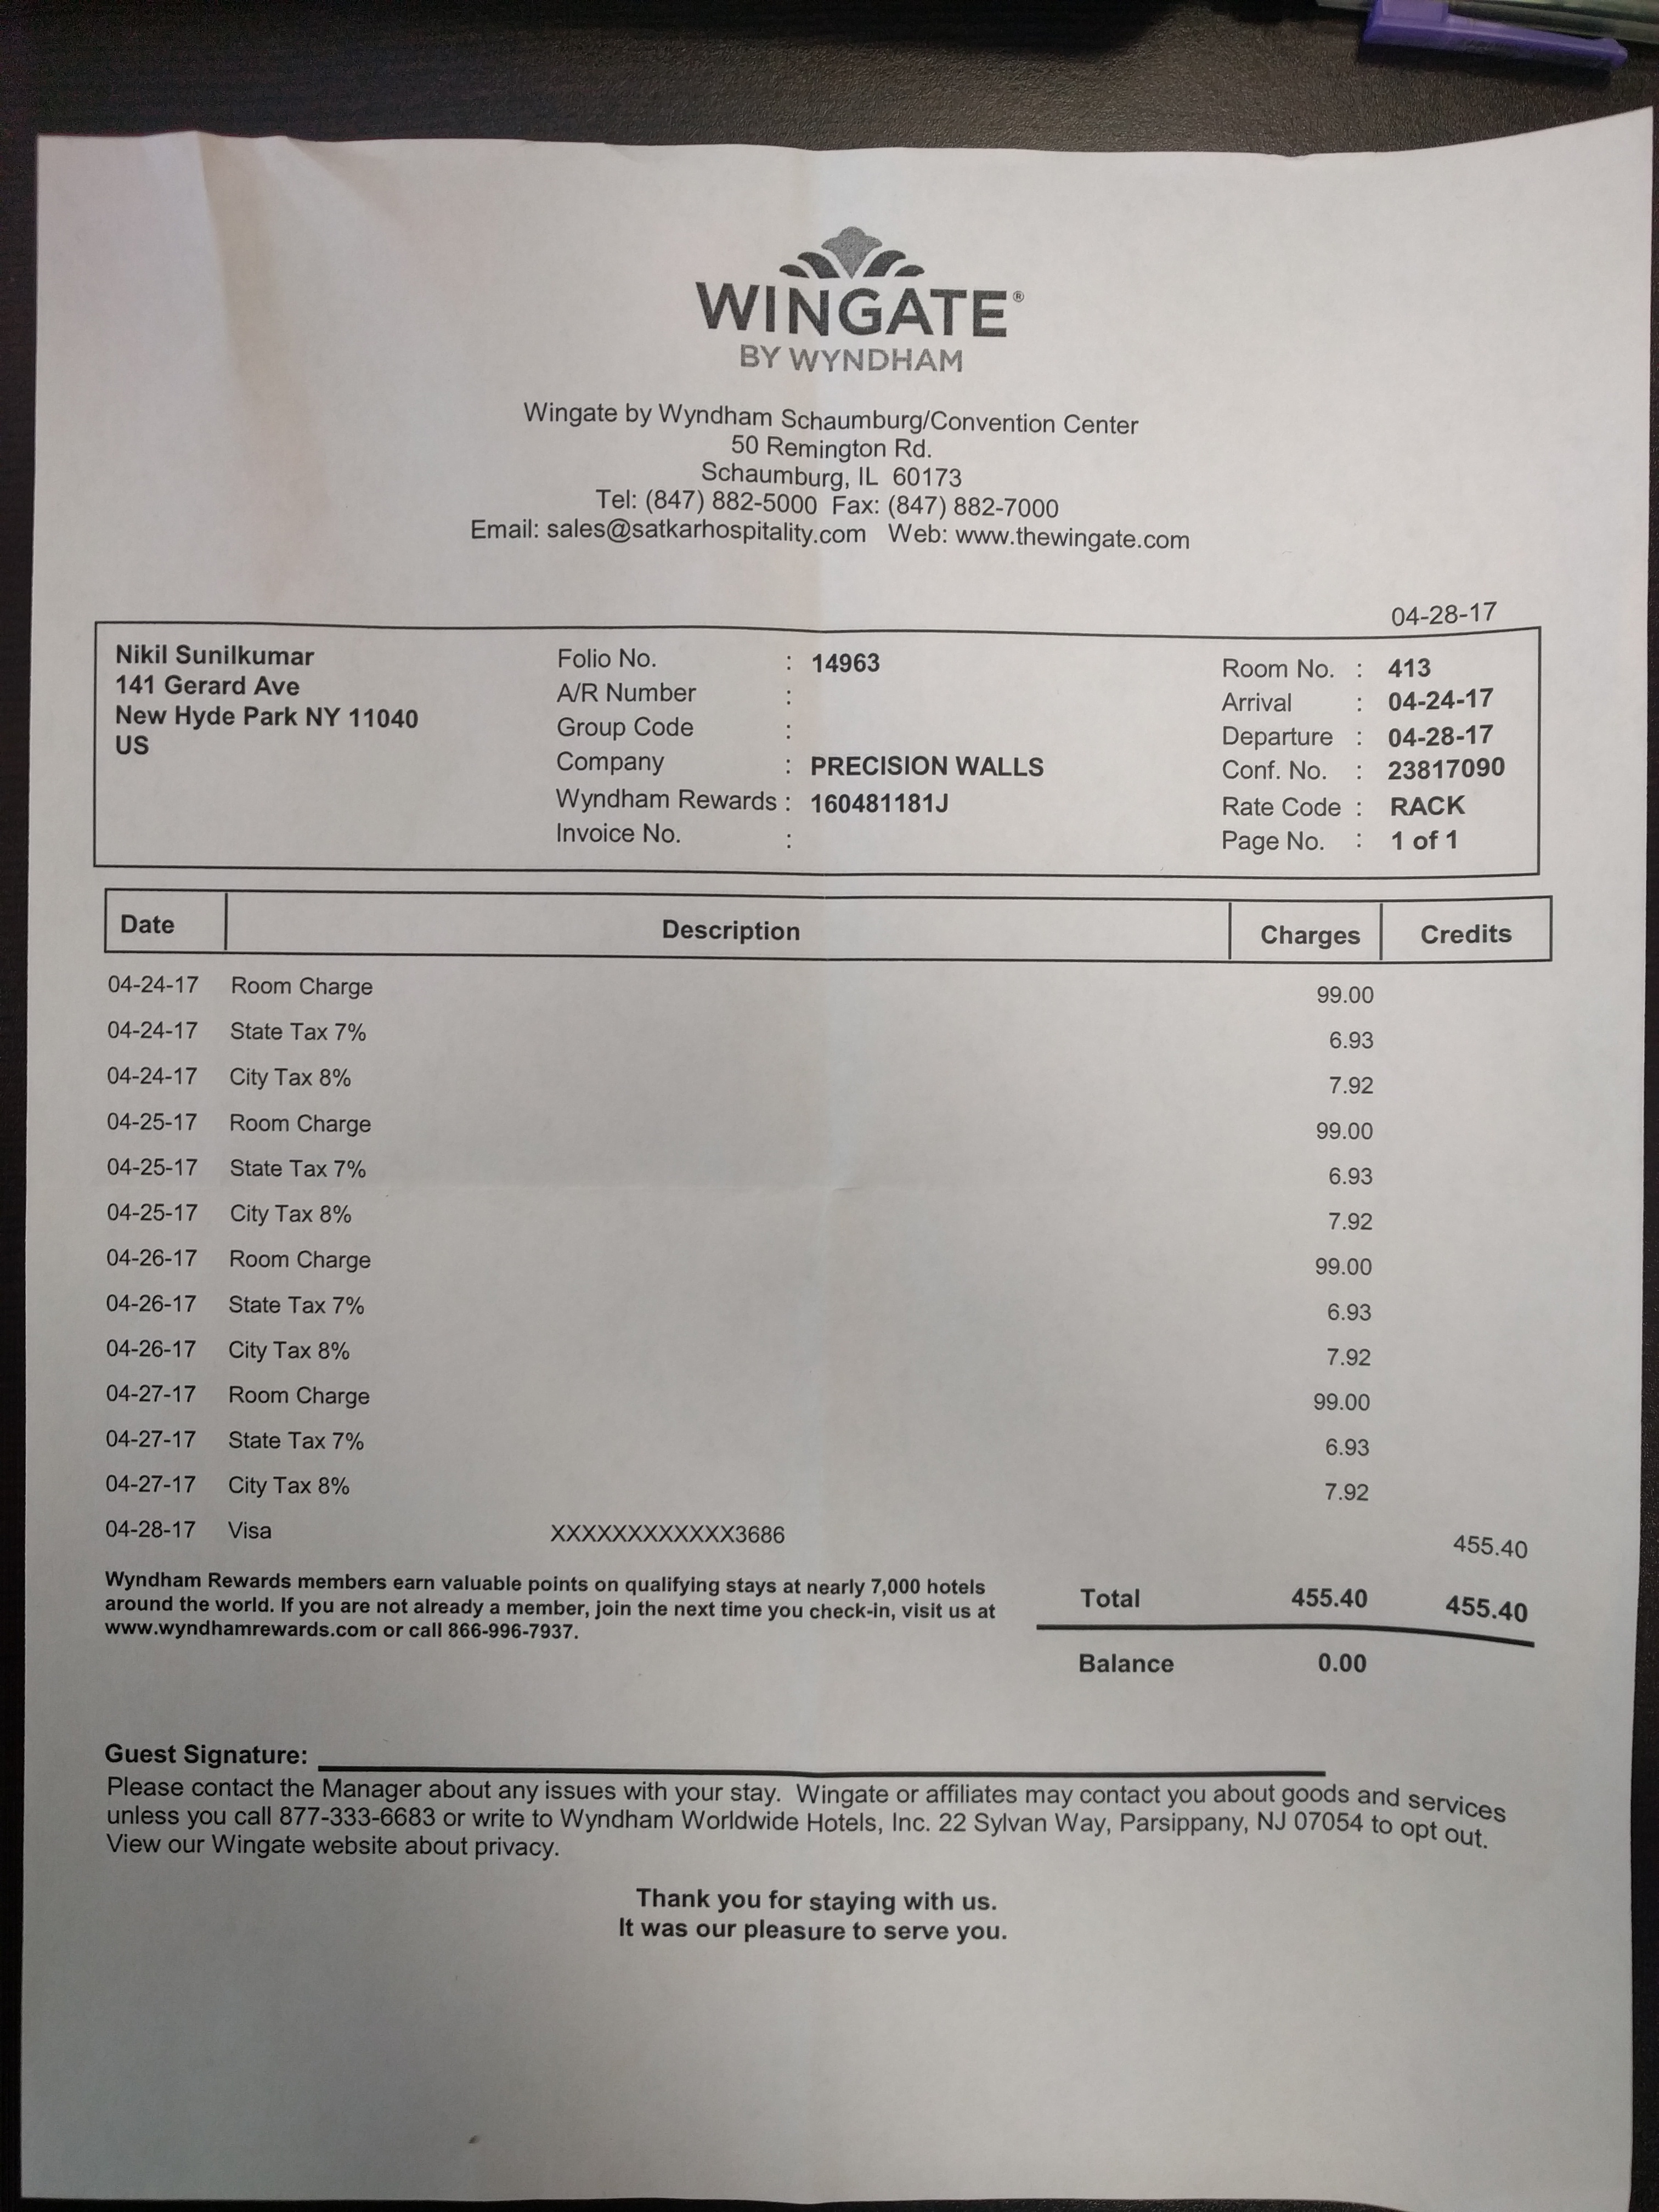 WINGATE®
BY WYNDHAM
Wingate by Wyndham Schaumburg/Convention Center
50 Remington Rd.
Schaumburg, IL 60173
Tel: (847) 882-5000 Fax: (847) 882-7000
Email: sales@satkarhospitality.com Web: www.thewingate.com
04-28-17
Nikil Sunilkumar
141 Gerard Ave
New Hyde Park NY 11040
US
Folio No. : 14963
A/R Number :
Group Code :
Company : PRECISION WALLS
Wyndham Rewards : 160481181J
Invoice No. :
Room No. : 413
Arrival : 04-24-17
Departure : 04-28-17
Conf. No. : 23817090
Rate Code : RACK
Page No. : 1 of 1
Date Description Charges Credits
04-24-17 Room Charge 99.00
04-24-17 State Tax 7% 6.93
04-24-17 City Tax 8% 7.92
04-25-17 Room Charge 99.00
04-25-17 State Tax 7% 6.93
04-25-17 City Tax 8% 7.92
04-26-17 Room Charge 99.00
04-26-17 State Tax 7% 6.93
04-26-17 City Tax 8% 7.92
04-27-17 Room Charge 99.00
04-27-17 State Tax 7% 6.93
04-27-17 City Tax 8% 7.92
04-28-17 Visa XXXXXXXXXXXX3686 455.40
Wyndham Rewards members earn valuable points on qualifying stays at nearly 7,000 hotels
around the world. If you are not already a member, join the next time you check-in, visit us at
www.wyndhamrewards.com or call 866-996-7937.
Total 455.40 455.40
Balance 0.00
Guest Signature:
Please contact the Manager about any issues with your stay. Wingate or affiliates may contact you about goods and services
unless you call 877-333-6683 or write to Wyndham Worldwide Hotels, Inc. 22 Sylvan Way, Parsippany, NJ 07054 to opt out.
View our Wingate website about privacy.
Thank you for staying with us.
It was our pleasure to serve you.